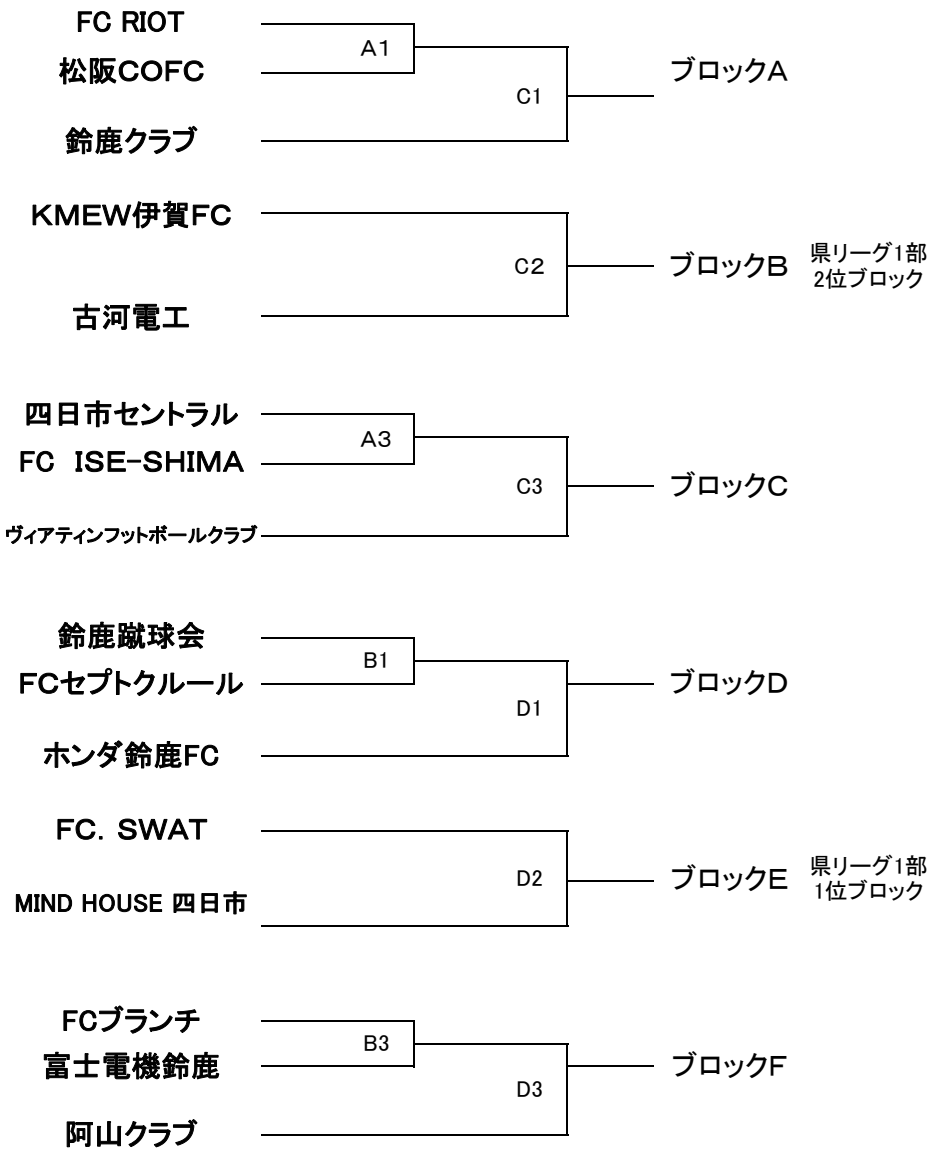 FC RIOT
A1
松阪COFC
ブロックA
C1
鈴鹿クラブ
KMEW伊賀FC
C2
ブロックB
県リーグ1部
2位ブロック
古河電工
四日市セントラル
A3
FC ISE-SHIMA
C3
ブロックC
ヴィアティンフットボールクラブ
鈴鹿蹴球会
B1
FCセプトクルール
ブロックD
D1
ホンダ鈴鹿FC
FC. SWAT
D2
ブロックE
県リーグ1部
1位ブロック
MIND HOUSE 四日市
FCブランチ
B3
富士電機鈴鹿
ブロックF
D3
阿山クラブ